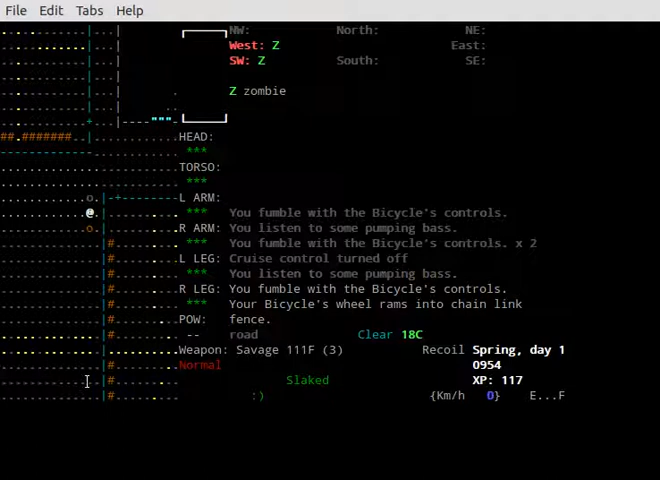 File Edit Tabs Help
NW: North: NE:
West: Z East:
SW: Z South: SE:
Z zombie
HEAD:
***
TORSO:
***
L ARM:
*** You fumble with the Bicycle's controls.
R ARM: You listen to some pumping bass.
*** You fumble with the Bicycle's controls. x 2
L LEG: Cruise control turned off
*** You listen to some pumping bass.
R LEG: You fumble with the Bicycle's controls.
*** Your Bicycle's wheel rams into chain link
POW: fence.
-- road Clear 18C
Weapon: Savage 111F (3) Recoil Spring, day 1
Normal 0954
Slaked XP: 117
:) {Km/h 0} E...F